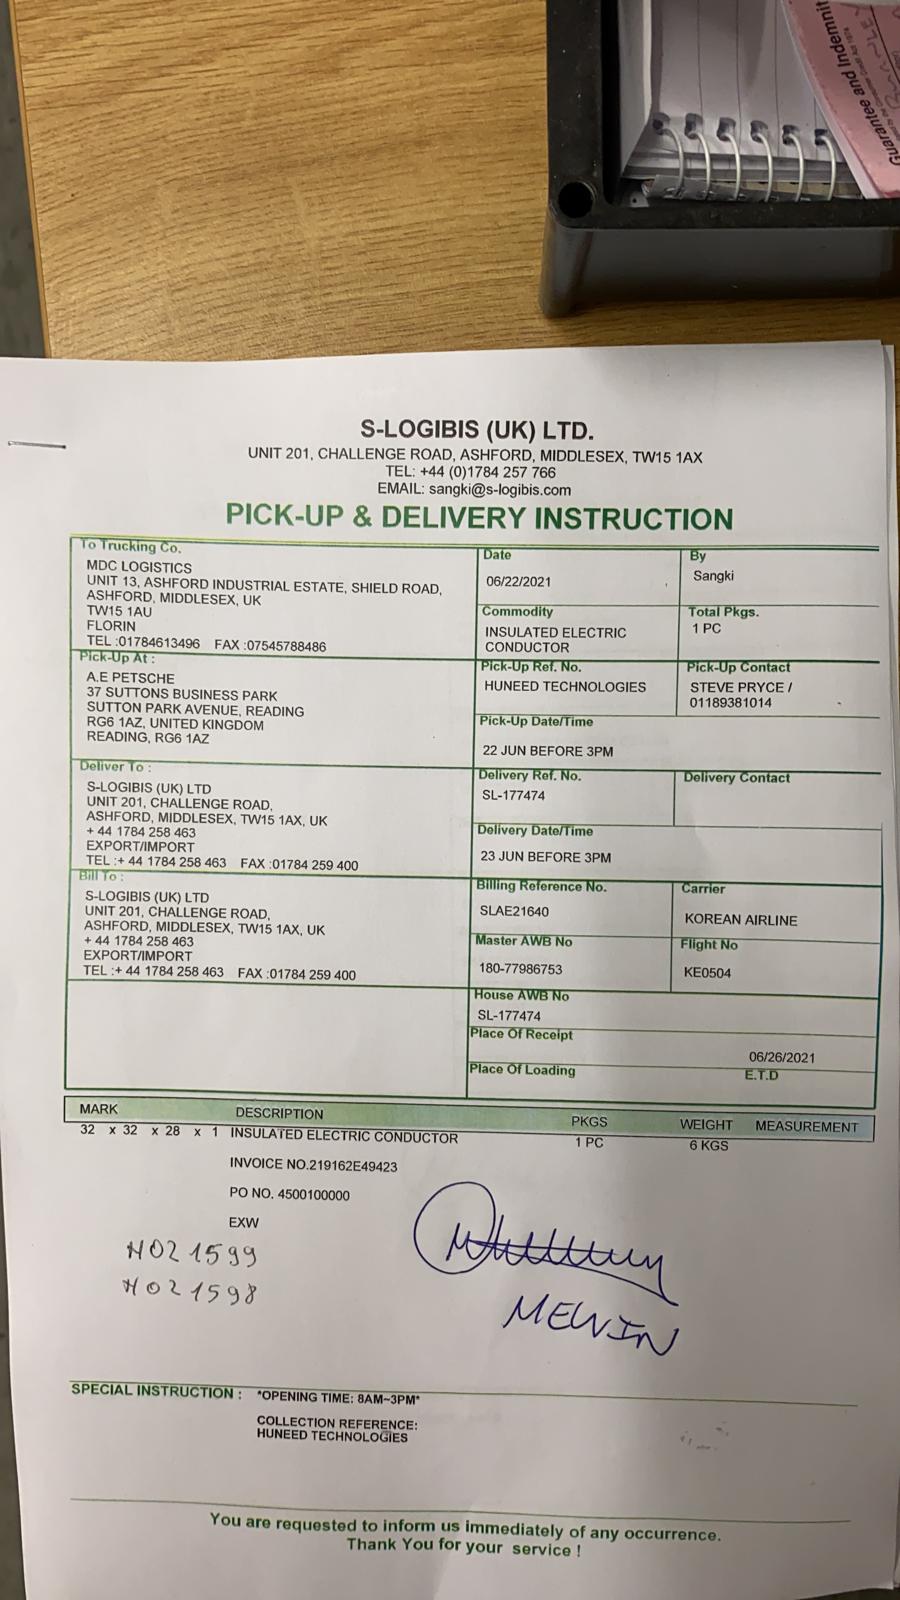 Guarantee and Indemnity
S-LOGIBIS (UK) LTD.
UNIT 201, CHALLENGE ROAD, ASHFORD, MIDDLESEX, TW15 1AX
TEL: +44 (0)1784 257 766
EMAIL: sangki@s-logibis.com
PICK-UP & DELIVERY INSTRUCTION
To Trucking Co.
MDC LOGISTICS
UNIT 13, ASHFORD INDUSTRIAL ESTATE, SHIELD ROAD,
ASHFORD, MIDDLESEX, UK
TW15 1AU
FLORIN
TEL :01784613496 FAX :07545788486
Date
06/22/2021
By
Sangki
Commodity
INSULATED ELECTRIC
CONDUCTOR
Total Pkgs.
1 PC
Pick-Up At :
A.E PETSCHE
37 SUTTONS BUSINESS PARK
SUTTON PARK AVENUE, READING
RG6 1AZ, UNITED KINGDOM
READING, RG6 1AZ
Pick-Up Ref. No.
HUNEED TECHNOLOGIES
Pick-Up Contact
STEVE PRYCE /
01189381014
Pick-Up Date/Time
22 JUN BEFORE 3PM
Deliver To :
S-LOGIBIS (UK) LTD
UNIT 201, CHALLENGE ROAD,
ASHFORD, MIDDLESEX, TW15 1AX, UK
+ 44 1784 258 463
EXPORT/IMPORT
TEL :+ 44 1784 258 463 FAX :01784 259 400
Delivery Ref. No.
SL-177474
Delivery Contact
Delivery Date/Time
23 JUN BEFORE 3PM
Bill To :
S-LOGIBIS (UK) LTD
UNIT 201, CHALLENGE ROAD,
ASHFORD, MIDDLESEX, TW15 1AX, UK
+ 44 1784 258 463
EXPORT/IMPORT
TEL :+ 44 1784 258 463 FAX :01784 259 400
Billing Reference No.
SLAE21640
Carrier
KOREAN AIRLINE
Master AWB No
180-77986753
Flight No
KE0504
House AWB No
SL-177474
Place Of Receipt
06/26/2021
Place Of Loading
E.T.D
MARK DESCRIPTION PKGS WEIGHT MEASUREMENT
32 x 32 x 28 x 1 INSULATED ELECTRIC CONDUCTOR 1 PC 6 KGS
INVOICE NO.219162E49423
PO NO. 4500100000
EXW
HO21599
HO21598
MELVIN
SPECIAL INSTRUCTION : *OPENING TIME: 8AM~3PM*
COLLECTION REFERENCE:
HUNEED TECHNOLOGIES
You are requested to inform us immediately of any occurrence.
Thank You for your service !